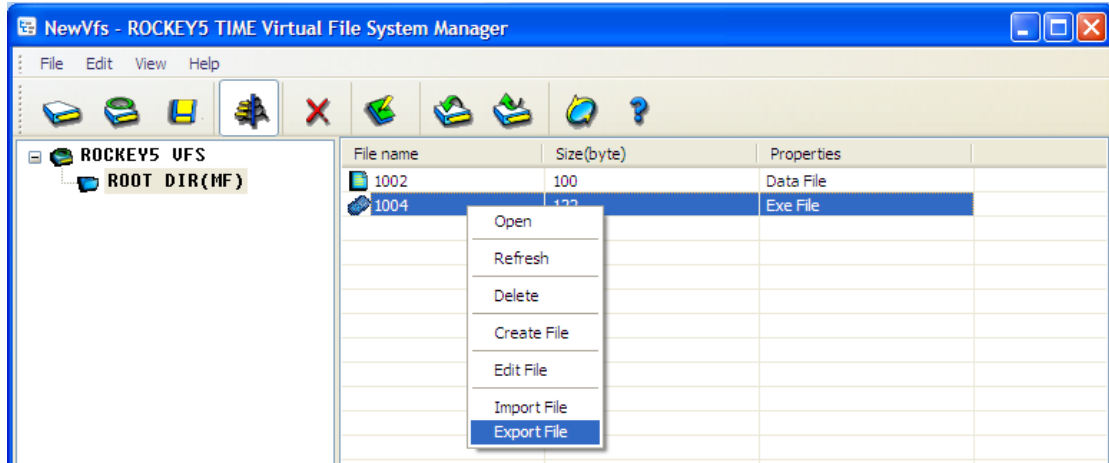 NewVfs - ROCKEY5 TIME Virtual File System Manager
File Edit View Help
ROCKEY5 VFS
ROOT DIR(MF)
File name Size(byte) Properties
1002 100 Data File
1004 122 Exe File
Open
Refresh
Delete
Create File
Edit File
Import File
Export File